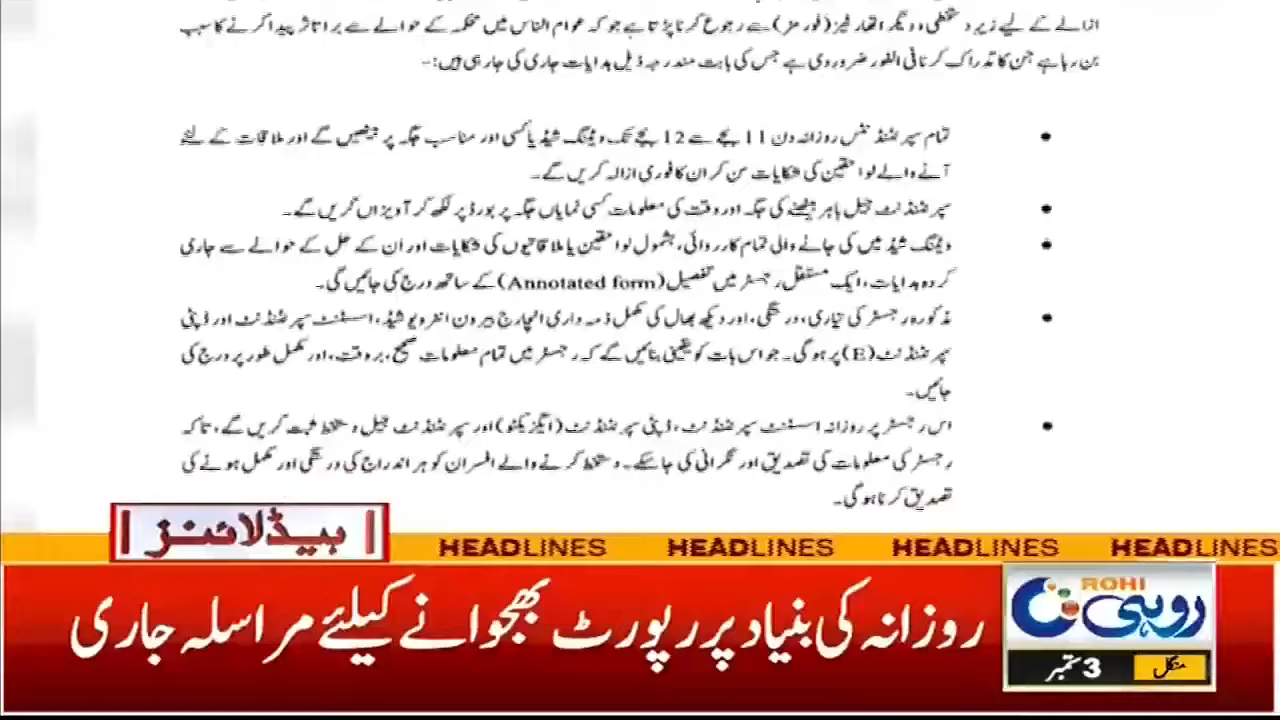 ازالے کے لیے زیر دستخطی و دیگر اتھارٹیز (فورمز) سے رجوع کرنا پڑتا ہے جو کہ عوام الناس میں محکمہ کے حوالے سے برا تاثر پیدا کرنے کا سبب
بن رہا ہے جن کا تدراک کرنا فی الفور ضروری ہے جس کی بابت مندرجہ ذیل ہدایات جاری کی جارہی ہیں:-
• تمام سپرنٹنڈنٹس روزانہ دن 11 بجے سے 12 بجے تک ویٹنگ شیڈ یا کسی اور مناسب جگہ پر بیٹھیں گے اور ملاقات کے لئے
آنے والے لواحقین کی شکایات سن کر ان کا فوری ازالہ کریں گے۔
• سپرنٹنڈنٹ جیل باہر بیٹھنے کی جگہ اور وقت کی معلومات کسی نمایاں جگہ پر بورڈ پر لکھ کر آویزاں کریں گے۔
• ویٹنگ شیڈ میں کی جانے والی تمام کارروائی، بشمول لواحقین یا ملاقاتیوں کی شکایات اور ان کے حل کے حوالے سے جاری
کردہ ہدایات، ایک مستقل رجسٹر میں تفصیل (Annotated form) کے ساتھ درج کی جائیں گی۔
• مذکورہ رجسٹر کی تیاری، درستگی، اور دیکھ بھال کی مکمل ذمہ داری انچارج بیرون انٹرویو شیڈ، اسسٹنٹ سپرنٹنڈنٹ اور ڈپٹی
سپرنٹنڈنٹ (E) پر ہوگی۔ جو اس بات کو یقینی بنائیں گے کہ رجسٹر میں تمام معلومات صحیح، بروقت، اور مکمل طور پر درج کی
جائیں۔
• اس رجسٹر پر روزانہ اسسٹنٹ سپرنٹنڈنٹ، ڈپٹی سپرنٹنڈنٹ (ایگزیکٹو) اور سپرنٹنڈنٹ جیل دستخط ثبت کریں گے، تاکہ
رجسٹر کی معلومات کی تصدیق اور نگرانی کی جاسکے۔ دستخط کرنے والے افسران کو ہر اندراج کی درستگی اور مکمل ہونے کی
تصدیق کرنا ہوگی۔
ہیڈلائنز
HEADLINES HEADLINES HEADLINES HEADLINES
روزانہ کی بنیاد پر رپورٹ بھجوانے کیلئے مراسلہ جاری
ROHI
روہی
منگل 3 ستمبر